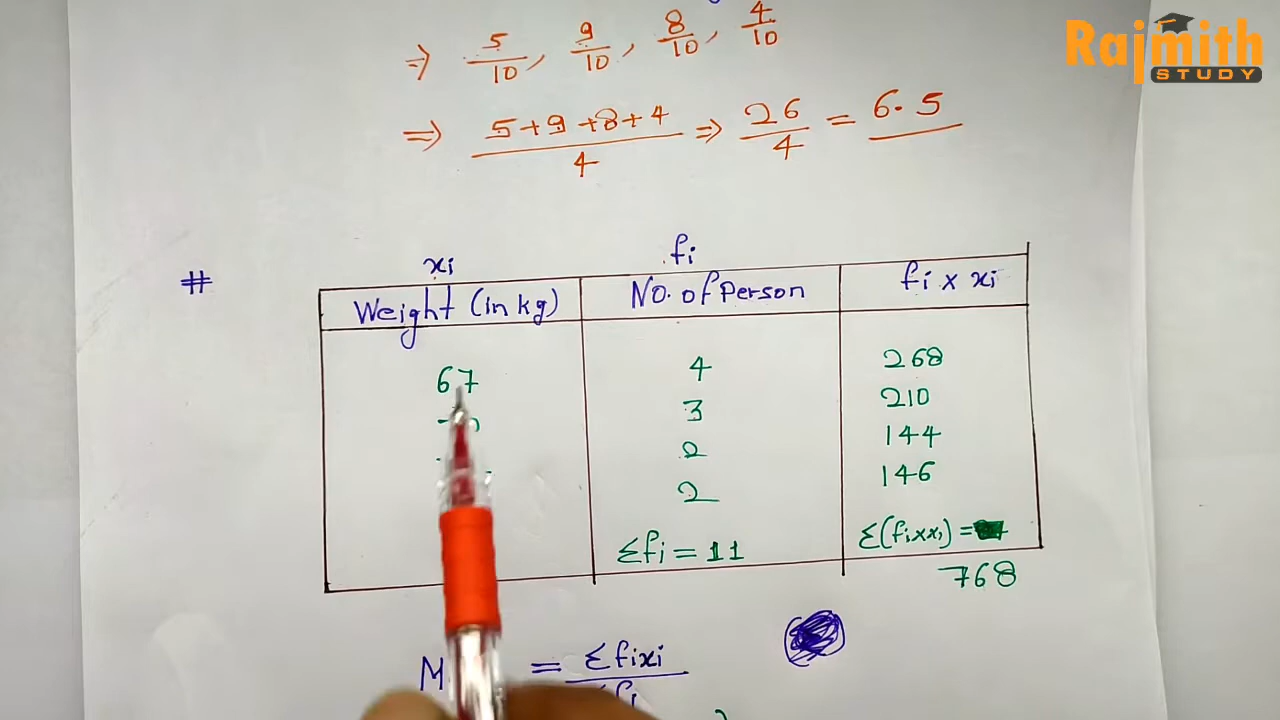 Rajmith
STUDY
⇒ 5/10, 9/10, 8/10, 4/10
⇒ 5+9+8+4/4 ⇒ 26/4 = 6.5
#
xi fi
Weight (in kg) No. of Person fi x xi
67 4 268
3 210
2 144
2 146
Σfi = 11 Σ(fixxi) =
768
= Σfixi